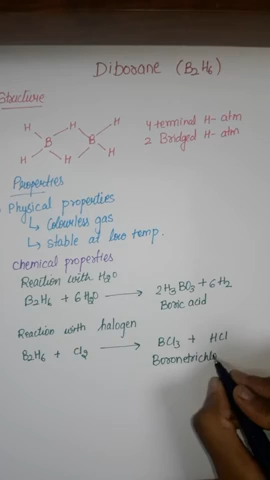 Diborane (B2H6)
Structure
H H H
B B
H H H
4 terminal H- atm
2 Bridged H- atm
Properties
Physical properties
↳ Colourless gas
↳ stable at low temp.
chemical properties
Reaction with H2O
B2H6 + 6H2O → 2H3BO3 + 6H2
Boric acid
Reaction with halogen
B2H6 + Cl2 → BCl3 + HCl
Boronetrichlo